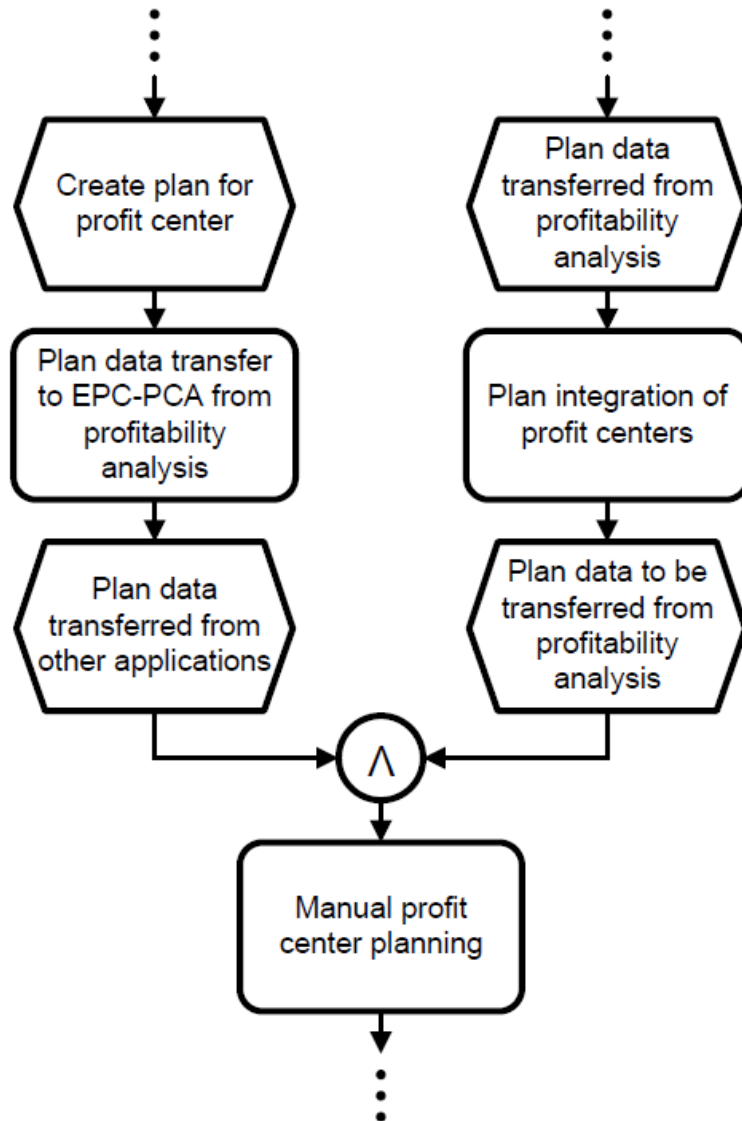 Create plan for
profit center
Plan data
transferred from
profitability
analysis
Plan data transfer
to EPC-PCA from
profitability
analysis
Plan integration of
profit centers
Plan data
transferred from
other applications
Plan data to be
transferred from
profitability
analysis
Λ
Manual profit
center planning